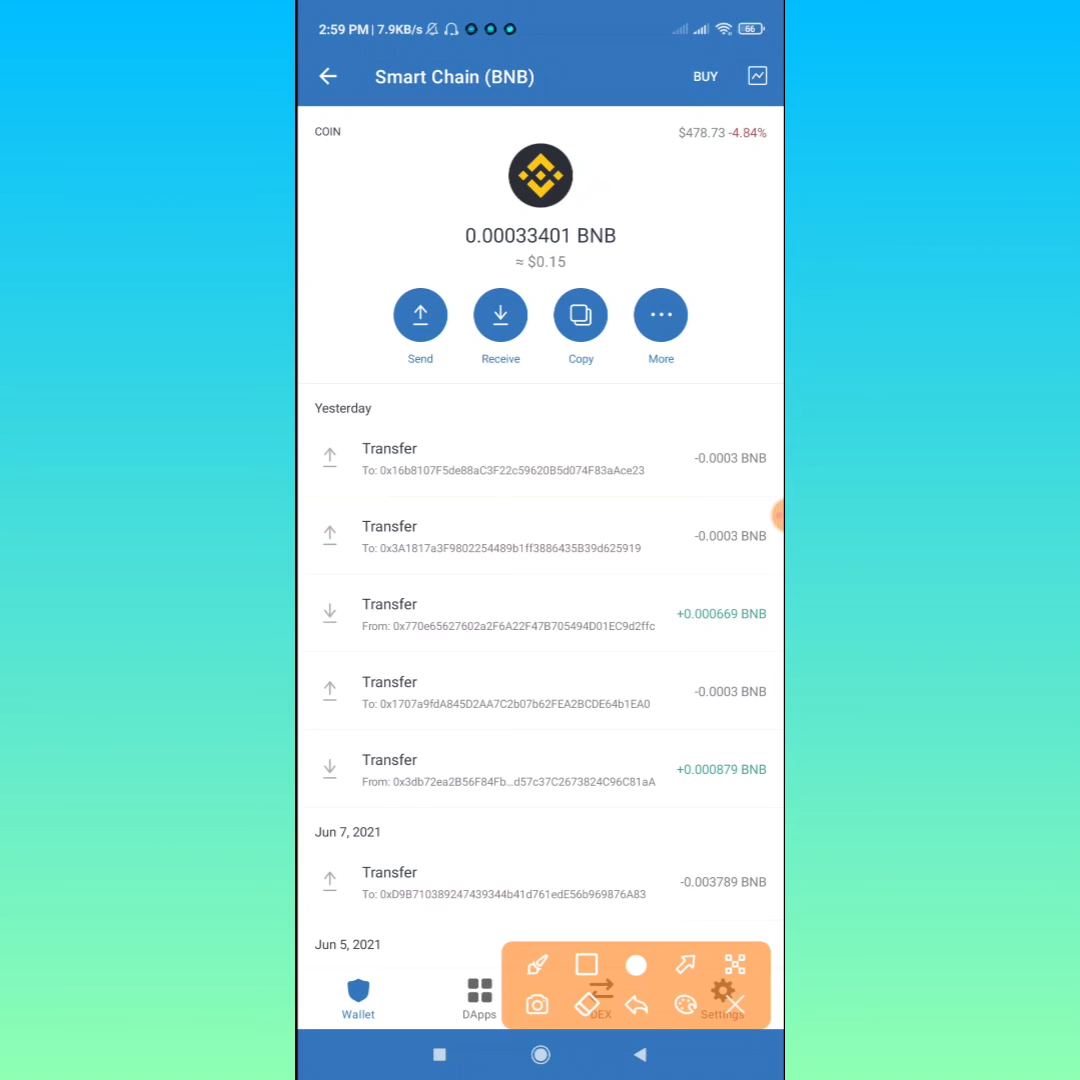 2:59 PM | 7.9KB/s
66
Smart Chain (BNB)
BUY
COIN
$478.73 -4.84%
0.00033401 BNB
≈ $0.15
Send
Receive
Copy
More
Yesterday
Transfer
-0.0003 BNB
To: 0x16b8107F5de88aC3F22c59620B5d074F83aAce23
Transfer
-0.0003 BNB
To: 0x3A1817a3F9802254489b1ff3886435B39d625919
Transfer
+0.000669 BNB
From: 0x770e65627602a2F6A22F47B705494D01EC9d2ffc
Transfer
-0.0003 BNB
To: 0x1707a9fdA845D2AA7C2b07b62FEA2BCDE64b1EA0
Transfer
+0.000879 BNB
From: 0x3db72ea2B56F84Fb...d57c37C2673824C96C81aA
Jun 7, 2021
Transfer
-0.003789 BNB
To: 0xD9B710389247439344b41d761edE56b969876A83
Jun 5, 2021
Wallet
DApps
DEX
Settings